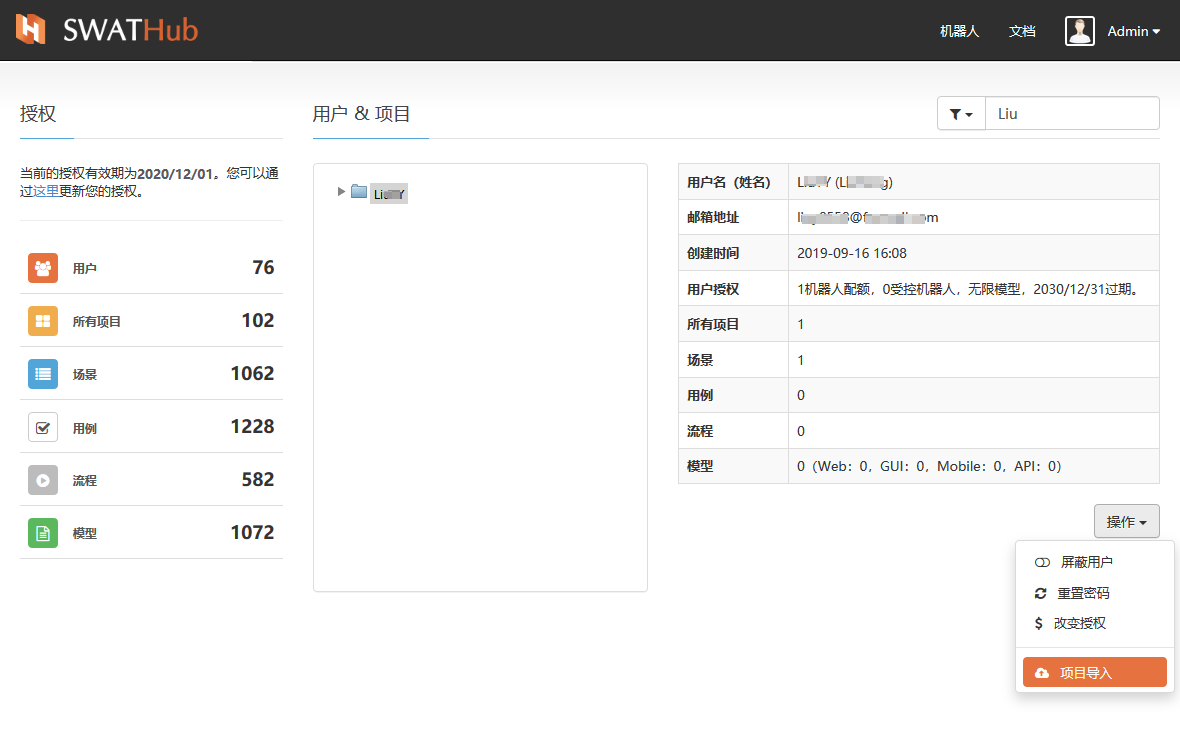 SWATHub
机器人 文档 Admin
授权
用户 & 项目
Liu
当前的授权有效期为2020/12/01。您可以通
过这里更新您的授权。
用户 76
所有项目 102
场景 1062
用例 1228
流程 582
模型 1072
用户名（姓名）
邮箱地址
创建时间 2019-09-16 16:08
用户授权 1机器人配额，0受控机器人，无限模型，2030/12/31过期。
所有项目 1
场景 1
用例 0
流程 0
模型 0（Web：0，GUI：0，Mobile：0，API：0）
操作
屏蔽用户
重置密码
改变授权
项目导入